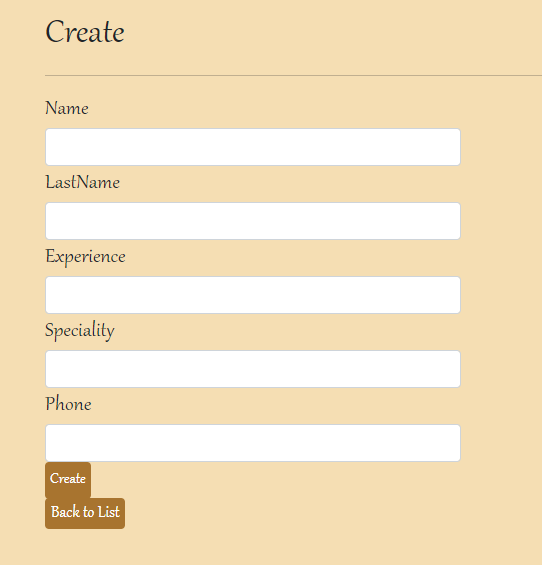 Create
Name
LastName
Experience
Speciality
Phone
Create
Back to List